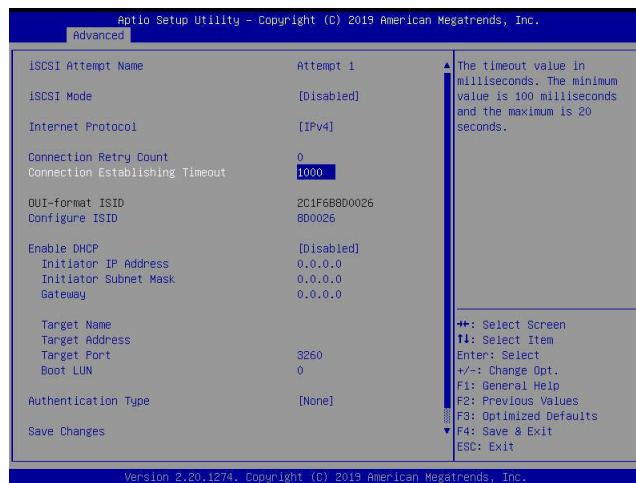 Aptio Setup Utility – Copyright (C) 2019 American Megatrends, Inc.
Advanced
iSCSI Attempt Name Attempt 1
iSCSI Mode [Disabled]
Internet Protocol [IPv4]
Connection Retry Count 0
Connection Establishing Timeout 1000
OUI-format ISID 2C1F6B8D0026
Configure ISID 8D0026
Enable DHCP [Disabled]
Initiator IP Address 0.0.0.0
Initiator Subnet Mask 0.0.0.0
Gateway 0.0.0.0
Target Name
Target Address
Target Port 3260
Boot LUN 0
Authentication Type [None]
Save Changes
The timeout value in
milliseconds. The minimum
value is 100 milliseconds
and the maximum is 20
seconds.
→←: Select Screen
↑↓: Select Item
Enter: Select
+/-: Change Opt.
F1: General Help
F2: Previous Values
F3: Optimized Defaults
F4: Save & Exit
ESC: Exit
Version 2.20.1274. Copyright (C) 2019 American Megatrends, Inc.